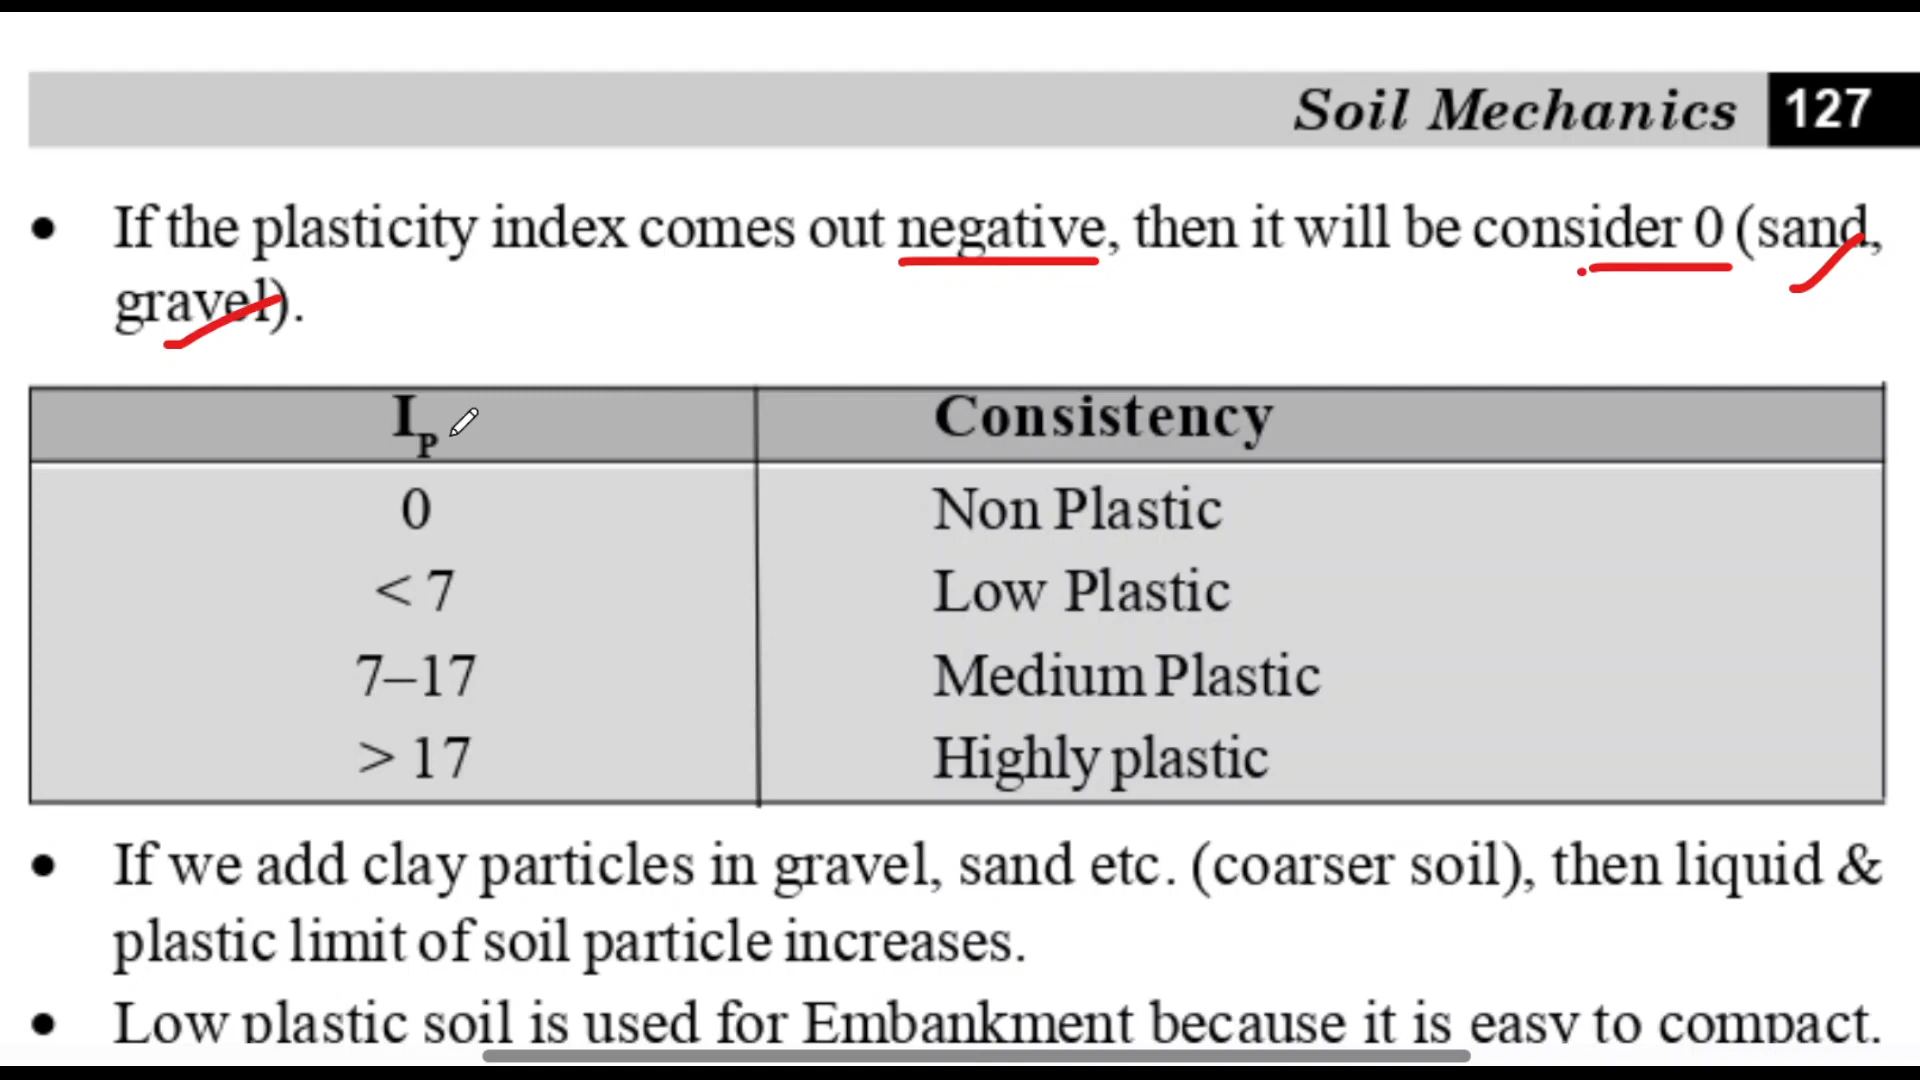 Soil Mechanics 127
• If the plasticity index comes out negative, then it will be consider 0 (sand,
gravel).
I_P Consistency
0 Non Plastic
< 7 Low Plastic
7–17 Medium Plastic
> 17 Highly plastic
• If we add clay particles in gravel, sand etc. (coarser soil), then liquid &
plastic limit of soil particle increases.
• Low plastic soil is used for Embankment because it is easy to compact.